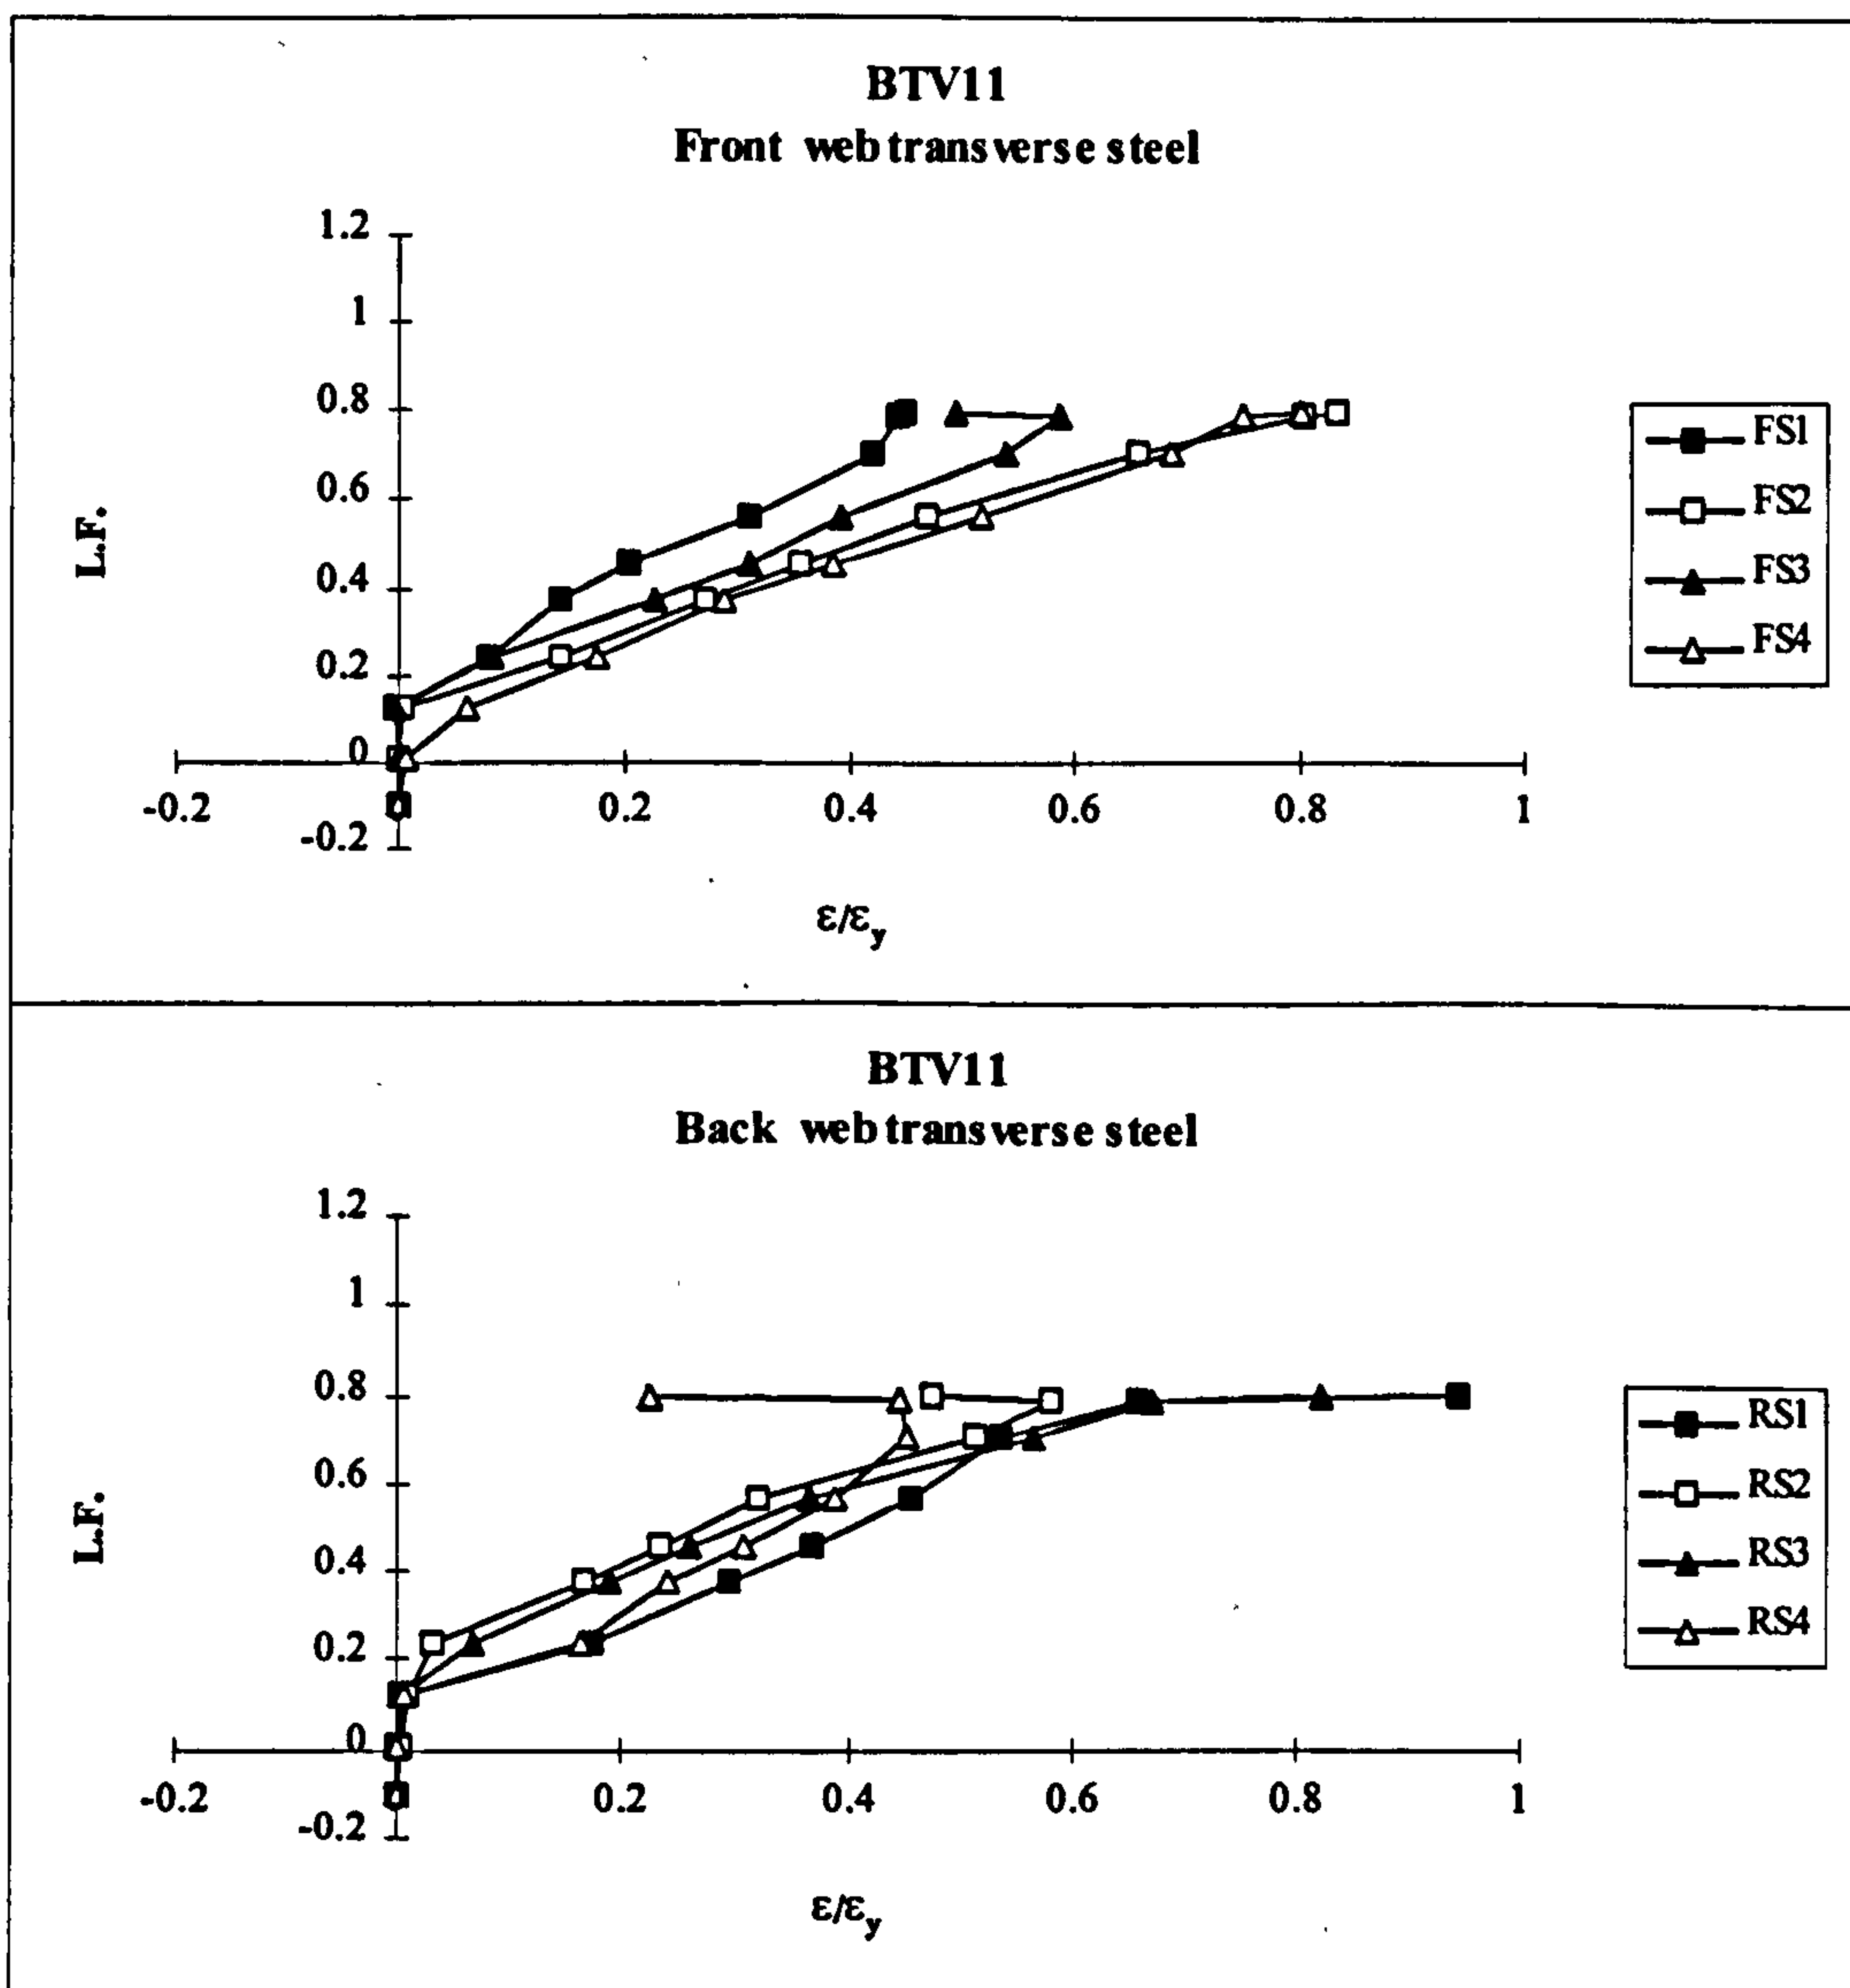 BTV11
Front web transverse steel
1.2
1
0.8
0.6
0.4
0.2
0
-0.2
-0.2
0.2
0.4
0.6
0.8
1
L.F.
ε/εy
FS1
FS2
FS3
FS4
BTV11
Back web transverse steel
1.2
1
0.8
0.6
0.4
0.2
0
-0.2
-0.2
0.2
0.4
0.6
0.8
1
L.F.
ε/εy
RS1
RS2
RS3
RS4